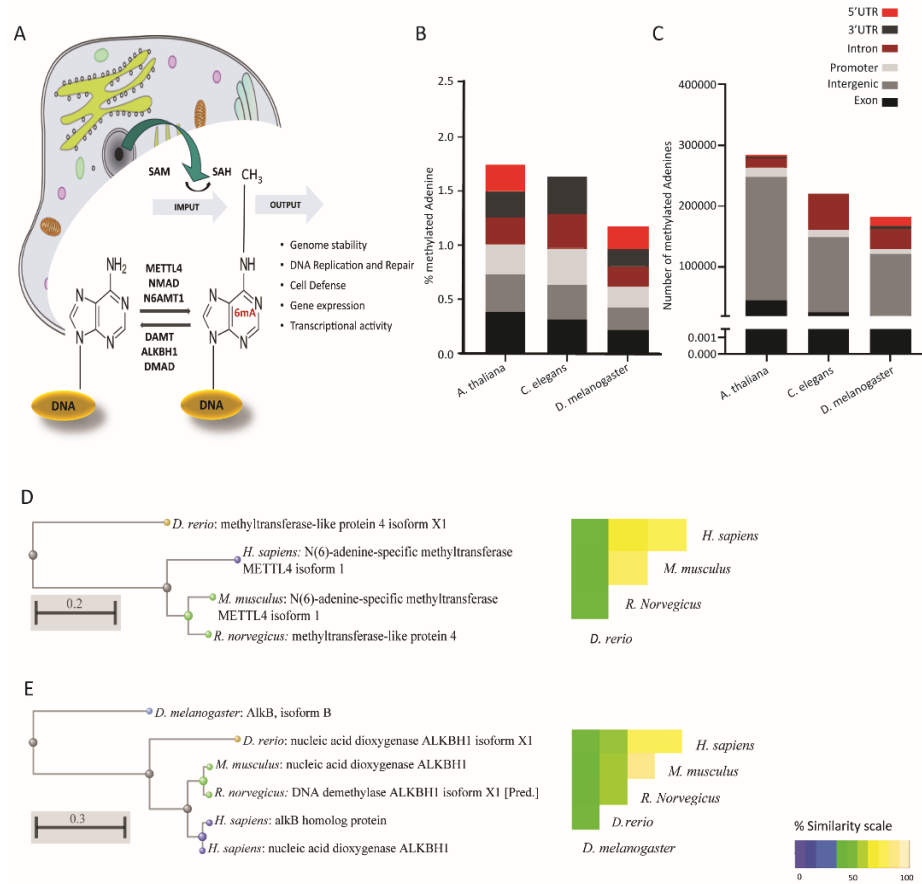 A
SAM
SAH
CH3
IMPUT
OUTPUT
• Genome stability
• DNA Replication and Repair
• Cell Defense
• Gene expression
• Transcriptional activity
NH2
N
N
N
N
METTL4
NMAD
N6AMT1
DAMT
ALKBH1
DMAD
NH
N
N
N
N
6mA
DNA
DNA
B
% methylated Adenine
2.5
2.0
1.5
1.0
0.5
0.0
A. thaliana
C. elegans
D. melanogaster
C
5'UTR
3'UTR
Intron
Promoter
Intergenic
Exon
Number of methylated Adenines
400000
300000
200000
100000
0.001
0.000
A. thaliana
C. elegans
D. melanogaster
D
D. rerio: methyltransferase-like protein 4 isoform X1
H. sapiens: N(6)-adenine-specific methyltransferase
METTL4 isoform 1
M. musculus: N(6)-adenine-specific methyltransferase
METTL4 isoform 1
R. norvegicus: methyltransferase-like protein 4
0.2
H. sapiens
M. musculus
R. Norvegicus
D. rerio
E
D. melanogaster: AlkB, isoform B
D. rerio: nucleic acid dioxygenase ALKBH1 isoform X1
M. musculus: nucleic acid dioxygenase ALKBH1
R. norvegicus: DNA demethylase ALKBH1 isoform X1 [Pred.]
H. sapiens: alkB homolog protein
H. sapiens: nucleic acid dioxygenase ALKBH1
0.3
H. sapiens
M. musculus
R. Norvegicus
D. rerio
D. melanogaster
% Similarity scale
0 50 100